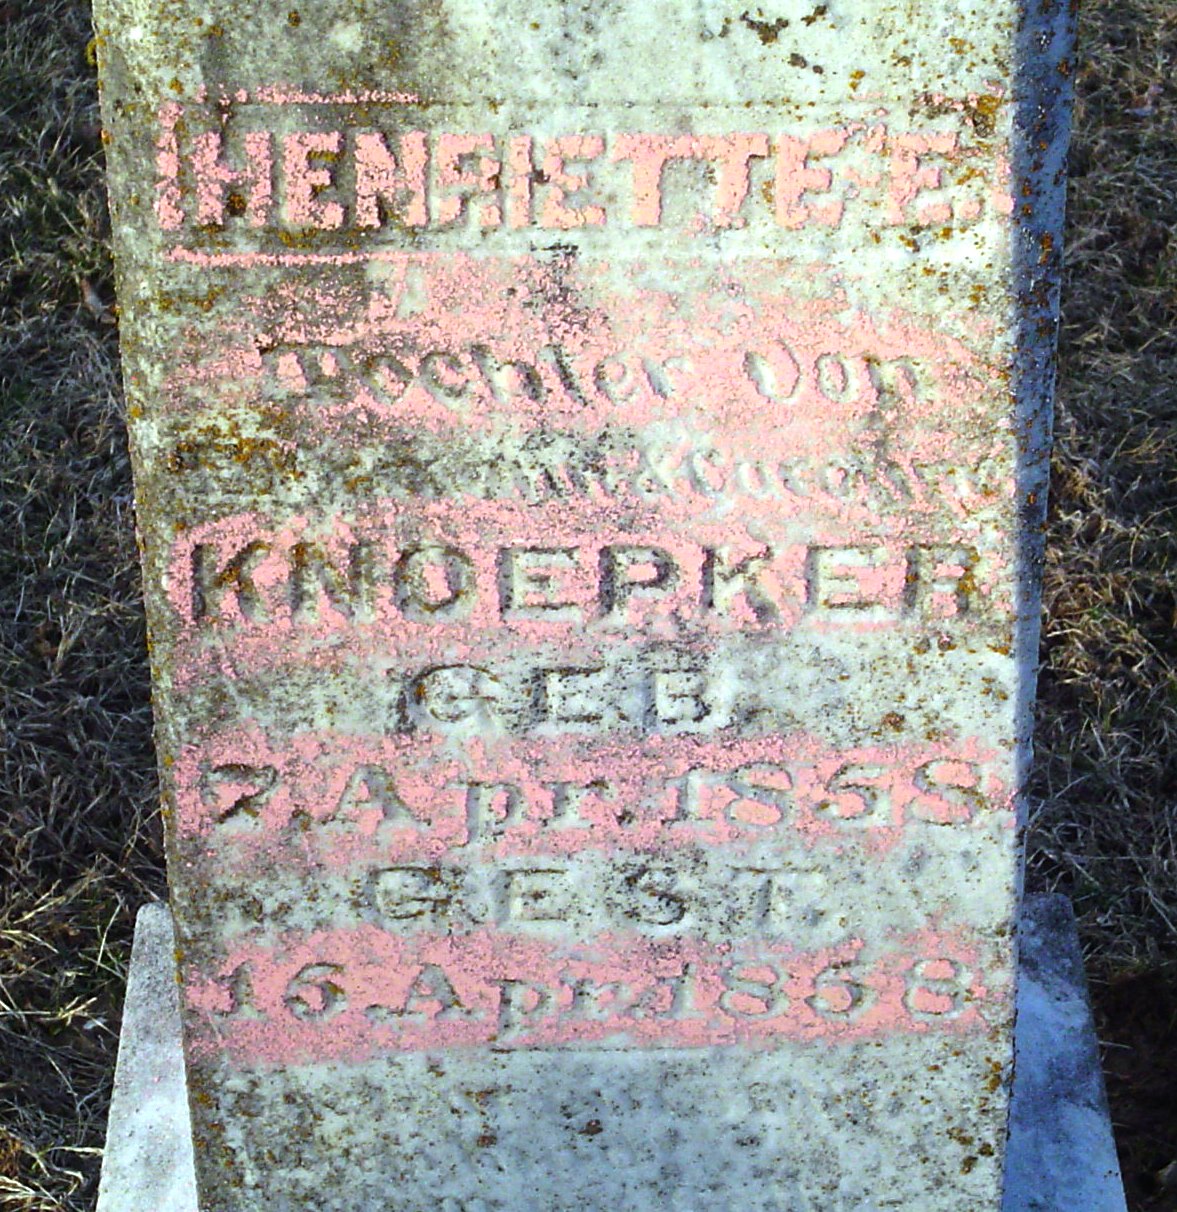 HENRIETTE E.
Tochter Von
&
KNOEPKER
GEB
7.Apr.1868
GEST.
16.Apr.1868